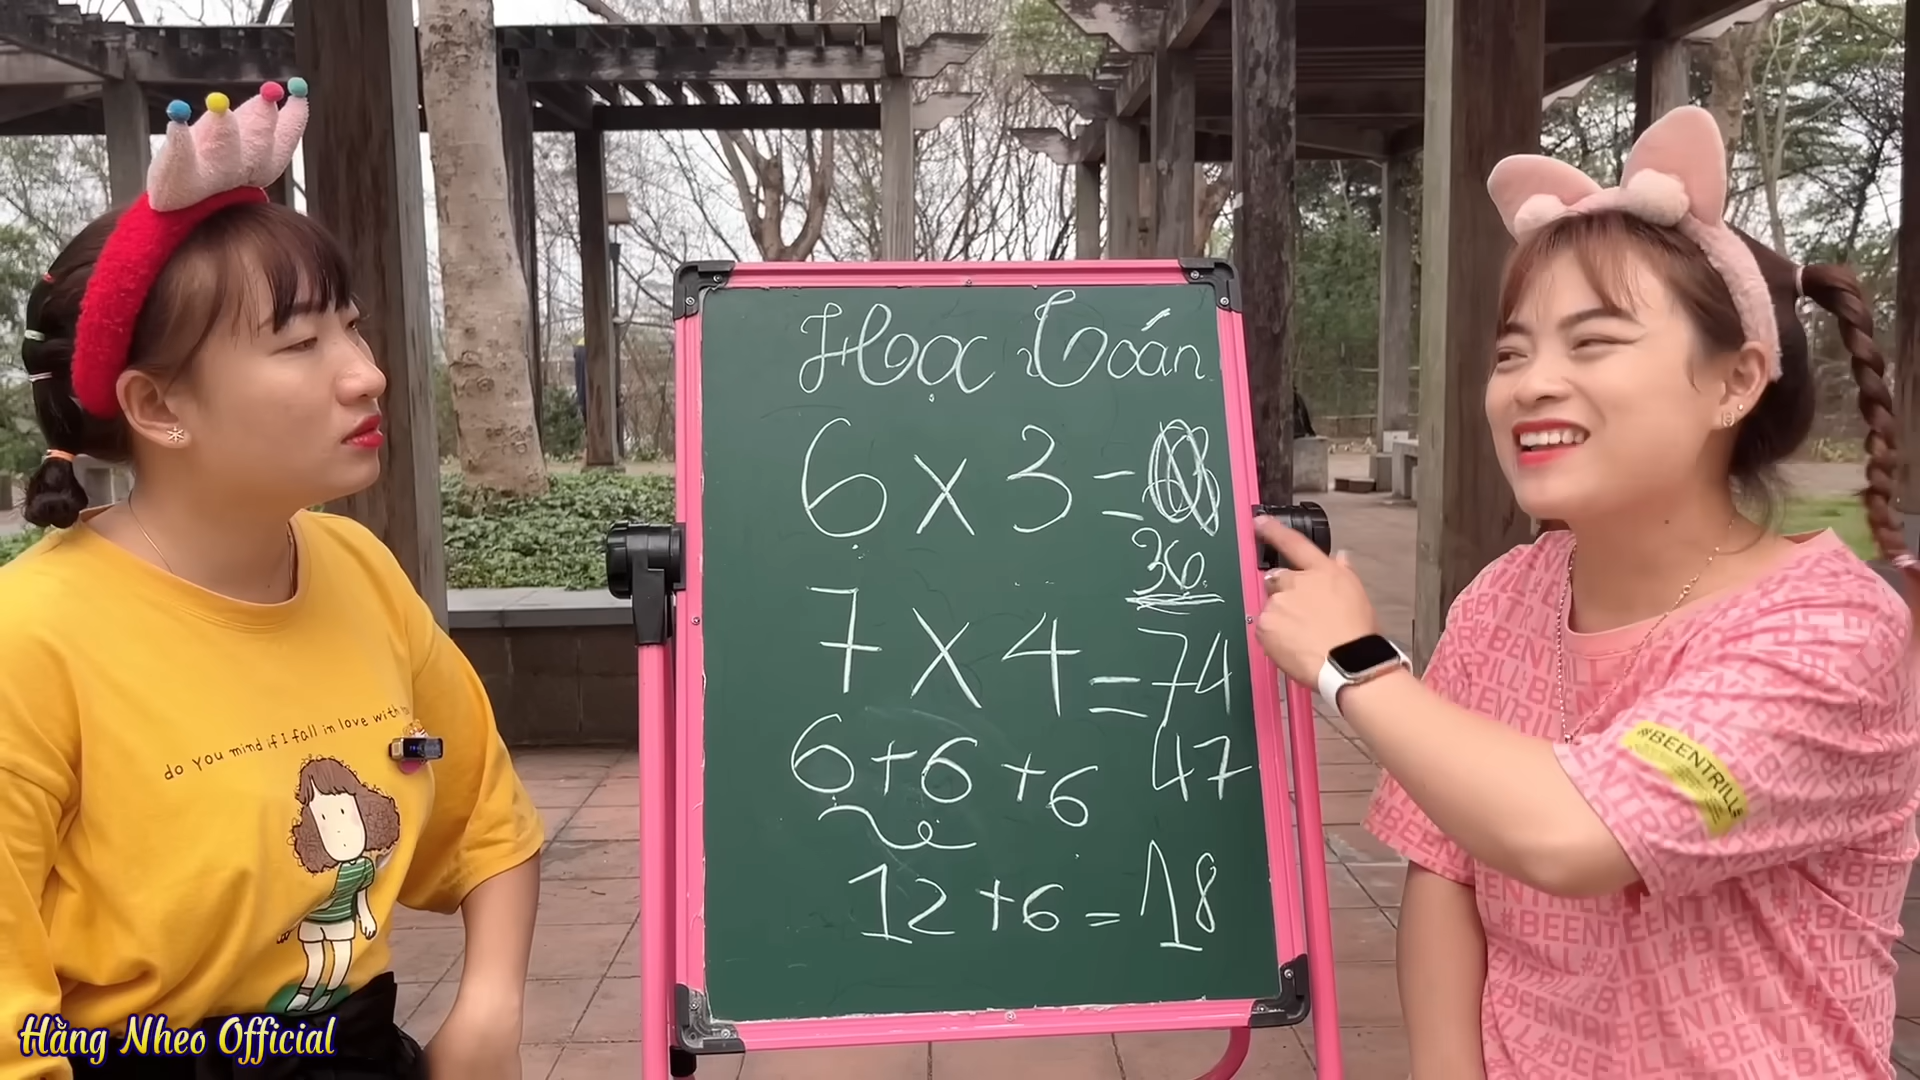 Học Toán
6 x 3 =
36
7 x 4 = 74
6 + 6 + 6 47
12 + 6 = 18
do you mind if I fall in love with
#BEENTRILL#
Hằng Nheo Official